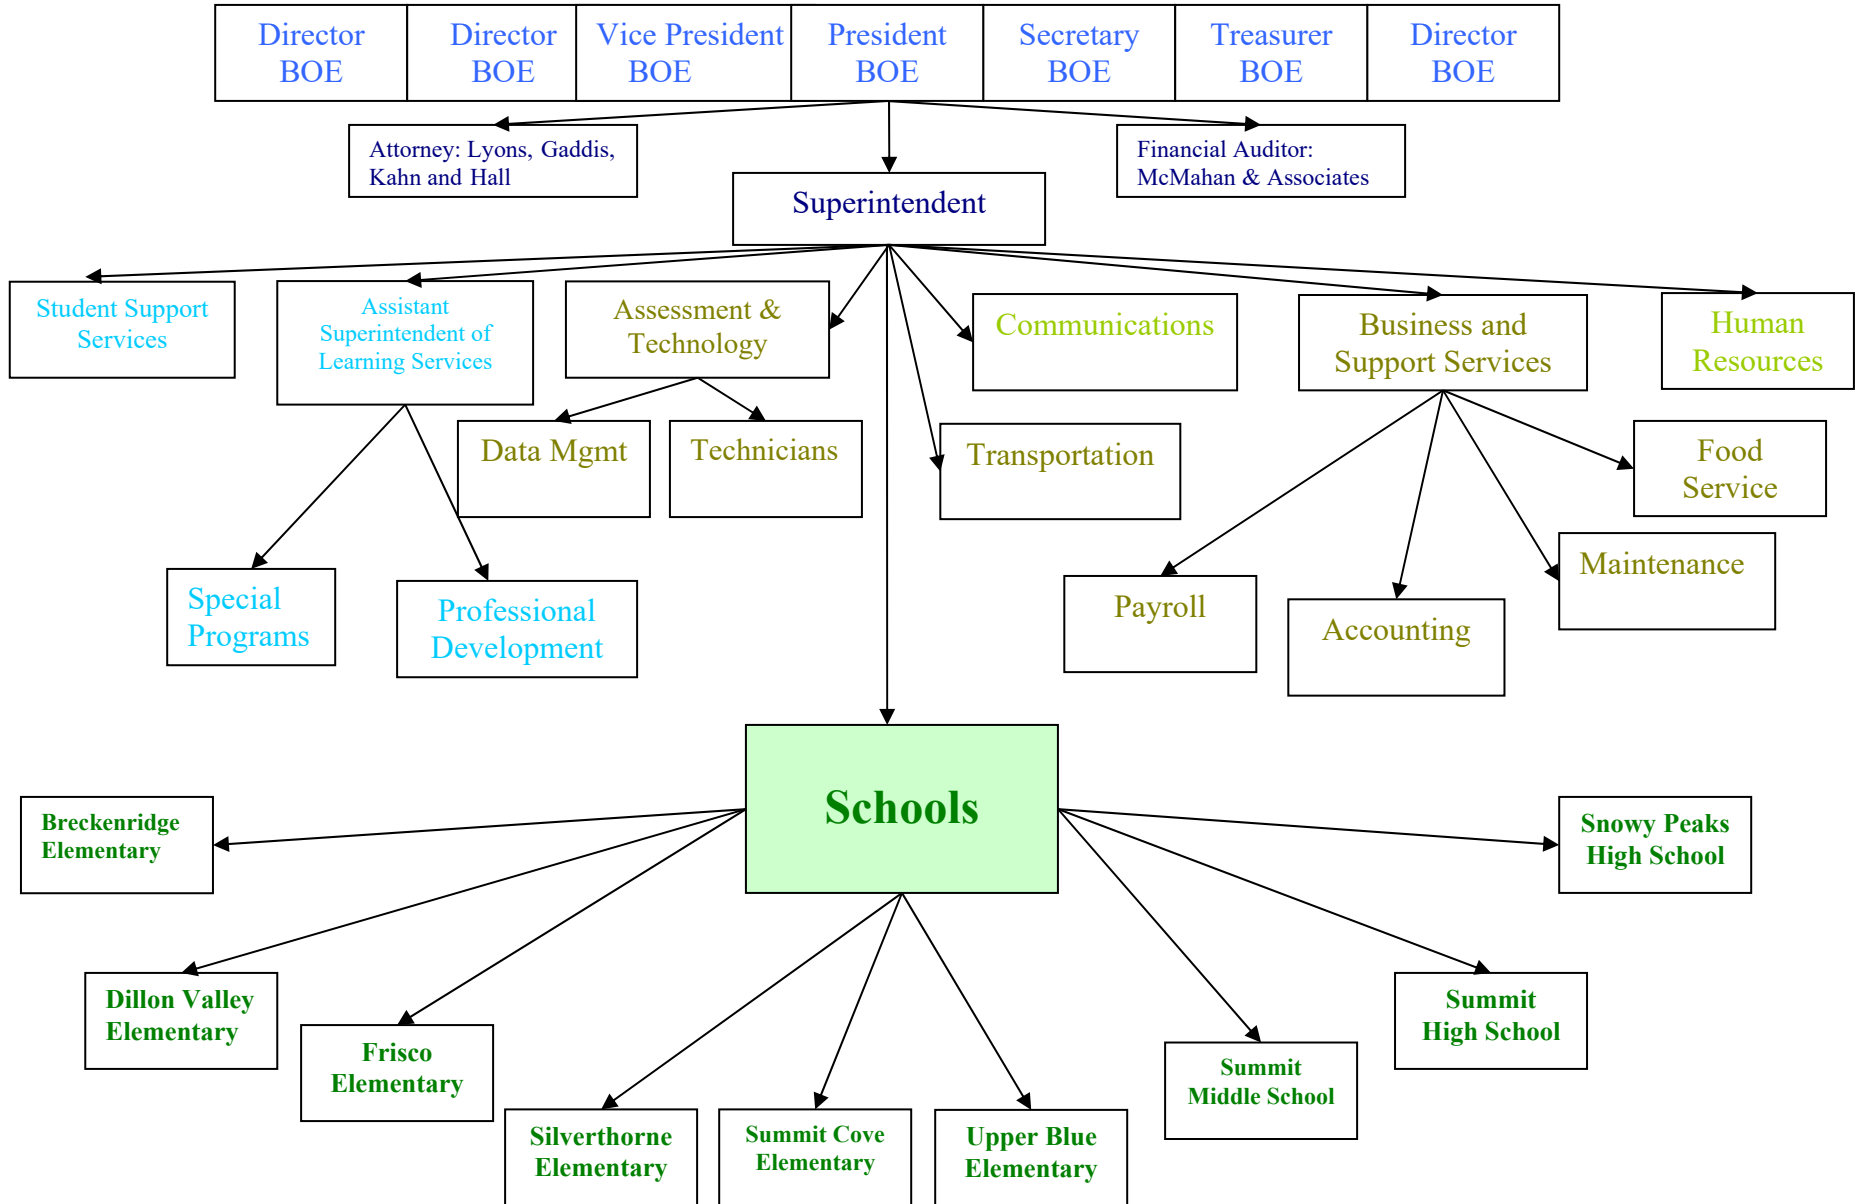 Director
BOE
Director
BOE
Vice President
BOE
President
BOE
Secretary
BOE
Treasurer
BOE
Director
BOE
Attorney: Lyons, Gaddis,
Kahn and Hall
Financial Auditor:
McMahan & Associates
Superintendent
Student Support
Services
Assistant
Superintendent of
Learning Services
Assessment &
Technology
Communications
Business and
Support Services
Human
Resources
Data Mgmt
Technicians
Transportation
Food
Service
Special
Programs
Professional
Development
Payroll
Accounting
Maintenance
Schools
Breckenridge
Elementary
Snowy Peaks
High School
Dillon Valley
Elementary
Frisco
Elementary
Silverthorne
Elementary
Summit Cove
Elementary
Upper Blue
Elementary
Summit
Middle School
Summit
High School